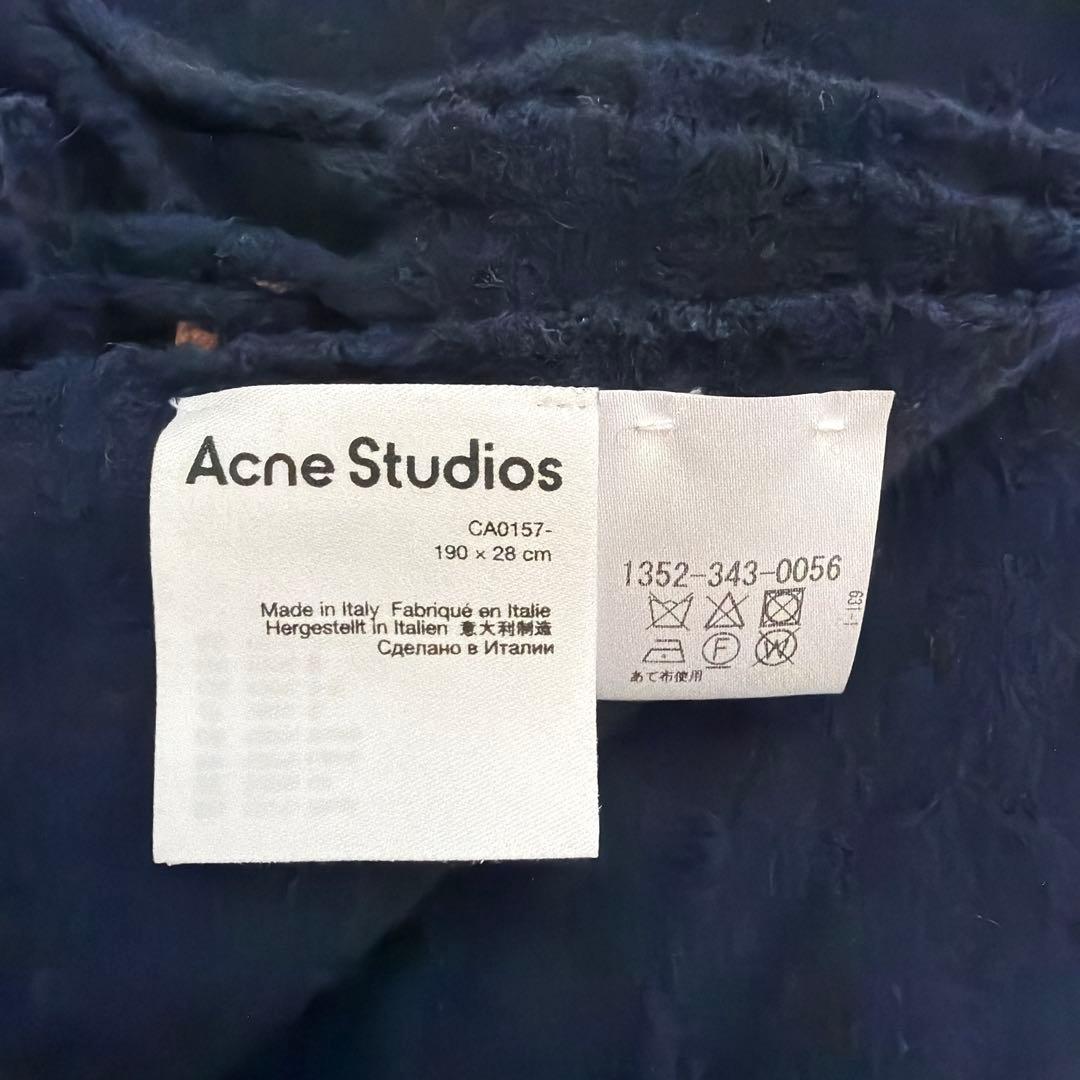 Acne Studios
CA0157-
190 × 28 cm
Made in Italy Fabriqué en Italie
Hergestellt in Italien 意大利制造
Сделано в Италии
1352-343-0056
F
W
あて布使用